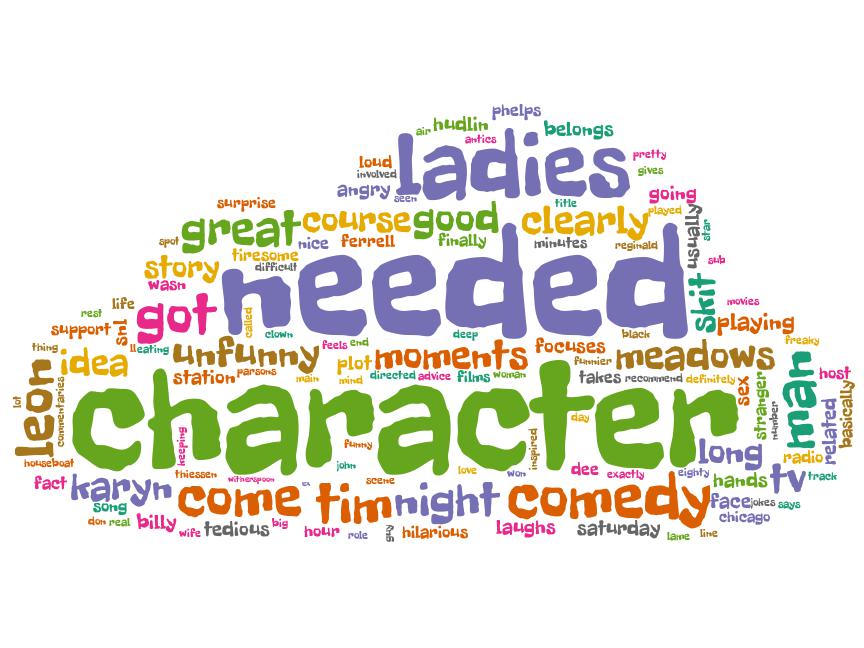 phelps
air hudlin belongs
antics
ladies
loud pretty
involved gives
angry seen going
surprise title played
great course good clearly usually star
spot nice ferrell finally minutes reginald
tiresome sub
story difficult needed skit
wasn
life movies
rest got called
support snl clown deep black playing
thing eating unfunny feels end focuses freaky
idea plot moments funnier meadows
leon station parsons main mind directed advice films woman takes recommend definitely sex host
lot commentaries character day stranger number man related basically
keeping funny inspired long
houseboat thiessen john love won dee exactly eighty radio
fact karyn witherspoon ex scene hands tv track
song come tim night comedy face jokes says
don real billy tedious big hour role guy hilarious laughs saturday chicago
wife lame line